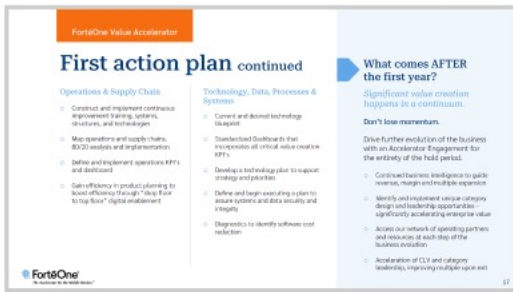 FortéOne Value Accelerator
First action plan continued
Operations & Supply Chain
Construct and implement continuous
improvement training, systems,
structures, and technologies
Map operations and supply chains,
80/20 analysis and implementation
Define and implement operations KPI's
and dashboard
Gain efficiency in product planning to
boost efficiency through "shop floor
to top floor" digital enablement
Technology, Data, Processes &
Systems
Current and desired technology
blueprint
Standardized Dashboards that
incorporates all critical value creation
KPI's
Develop a technology plan to support
strategy and priorities
Define and begin executing a plan to
assure systems and data security and
integrity
Diagnostics to identify software cost
reduction
What comes AFTER
the first year?
Significant value creation
happens in a continuum.
Don't lose momentum.
Drive further evolution of the business
with an Accelerator Engagement for
the entirety of the hold period.
Continued business intelligence to guide
revenue, margin and multiple expansion
Identify and implement unique category
design and leadership opportunities –
significantly accelerating enterprise value
Access our network of operating partners
and resources at each step of the
business evolution
Acceleration of CLV and category
leadership, improving multiple upon exit
FortéOne
57